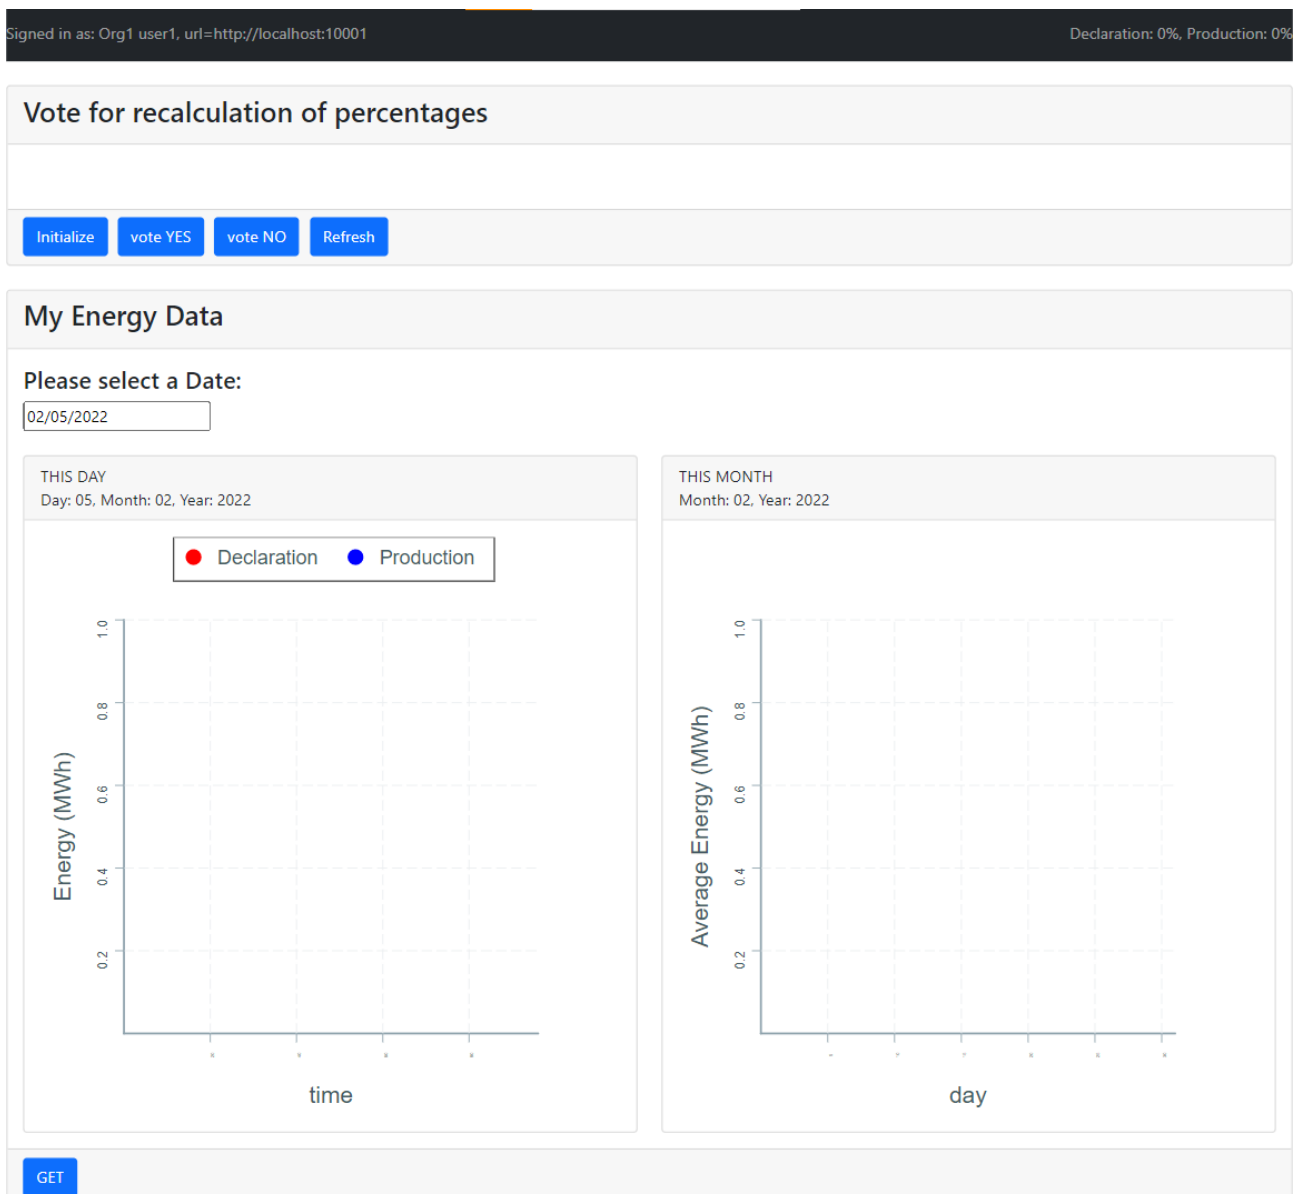 Signed in as: Org1 user1, url=http://localhost:10001
Declaration: 0%, Production: 0%
Vote for recalculation of percentages
Initialize
vote YES
vote NO
Refresh
My Energy Data
Please select a Date:
02/05/2022
THIS DAY
Day: 05, Month: 02, Year: 2022
Declaration
Production
1.0
0.8
0.6
0.4
0.2
Energy (MWh)
time
THIS MONTH
Month: 02, Year: 2022
1.0
0.8
0.6
0.4
0.2
Average Energy (MWh)
day
GET